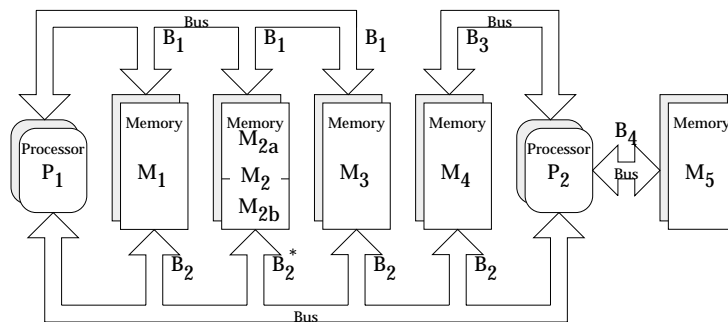 Bus
Bus
B1 B1 B1 B3
Memory Memory Memory Memory Memory
Processor P1
M1
M2a
M2
M2b
M3
M4
Processor P2
B4
Bus
M5
B2 B2* B2 B2
Bus